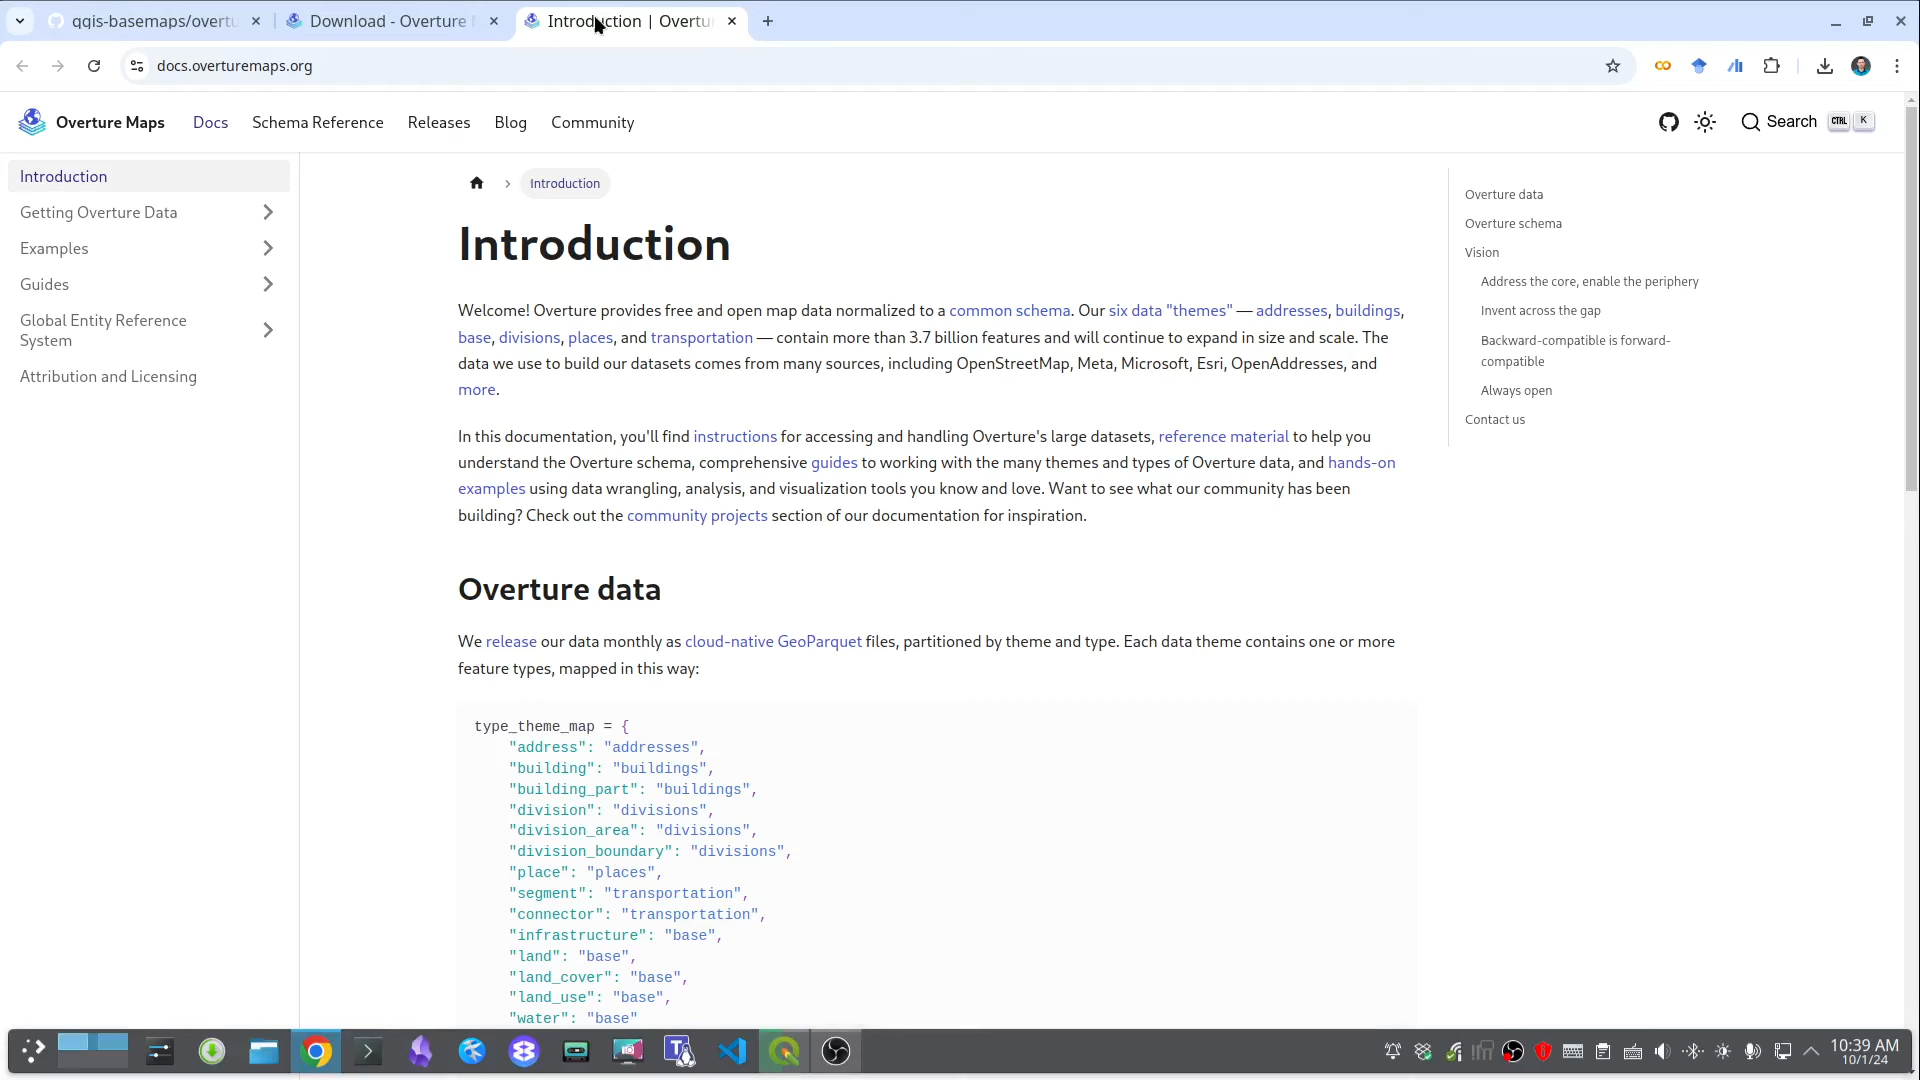 qgis-basemaps/overtu
Download - Overture
Introduction | Overtu
docs.overturemaps.org
Overture Maps
Docs
Schema Reference
Releases
Blog
Community
Search
CTRL
K
Introduction
Getting Overture Data
Examples
Guides
Global Entity Reference
System
Attribution and Licensing
Introduction
Introduction
Welcome! Overture provides free and open map data normalized to a common schema. Our six data "themes" — addresses, buildings,
base, divisions, places, and transportation — contain more than 3.7 billion features and will continue to expand in size and scale. The
data we use to build our datasets comes from many sources, including OpenStreetMap, Meta, Microsoft, Esri, OpenAddresses, and
more.
In this documentation, you'll find instructions for accessing and handling Overture's large datasets, reference material to help you
understand the Overture schema, comprehensive guides to working with the many themes and types of Overture data, and hands-on
examples using data wrangling, analysis, and visualization tools you know and love. Want to see what our community has been
building? Check out the community projects section of our documentation for inspiration.
Overture data
We release our data monthly as cloud-native GeoParquet files, partitioned by theme and type. Each data theme contains one or more
feature types, mapped in this way:
type_theme_map = {
"address": "addresses",
"building": "buildings",
"building_part": "buildings",
"division": "divisions",
"division_area": "divisions",
"division_boundary": "divisions",
"place": "places",
"segment": "transportation",
"connector": "transportation",
"infrastructure": "base",
"land": "base",
"land_cover": "base",
"land_use": "base",
"water": "base"
Overture data
Overture schema
Vision
Address the core, enable the periphery
Invent across the gap
Backward-compatible is forward-
compatible
Always open
Contact us
10:39 AM
10/1/24